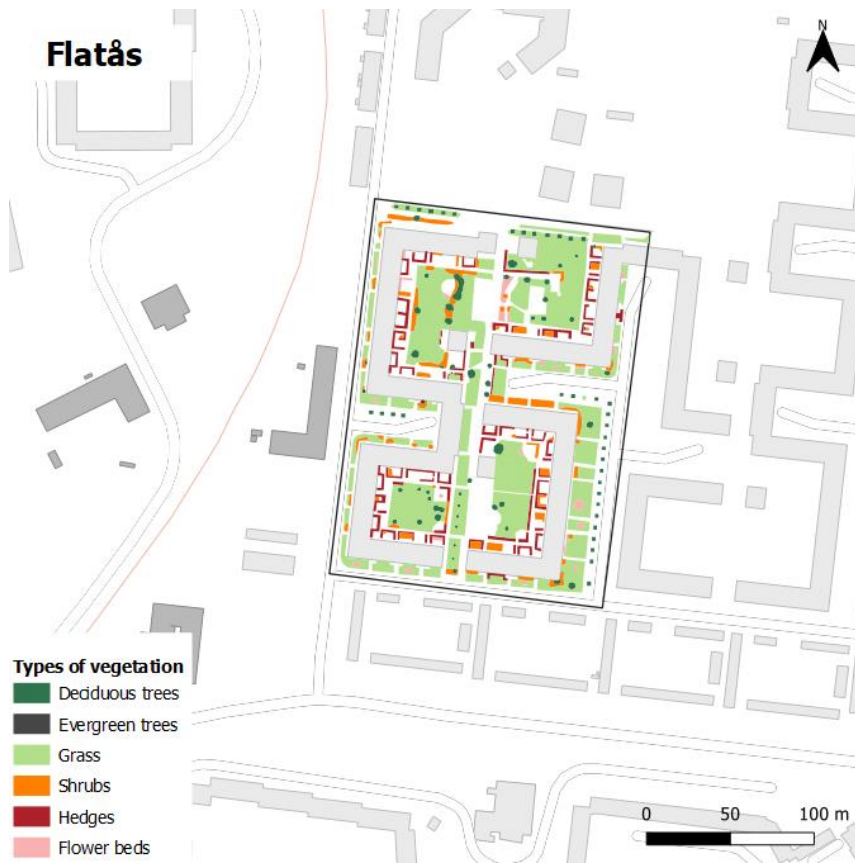 Flatås
N
Types of vegetation
Deciduous trees
Evergreen trees
Grass
Shrubs
Hedges
Flower beds
0 50 100 m